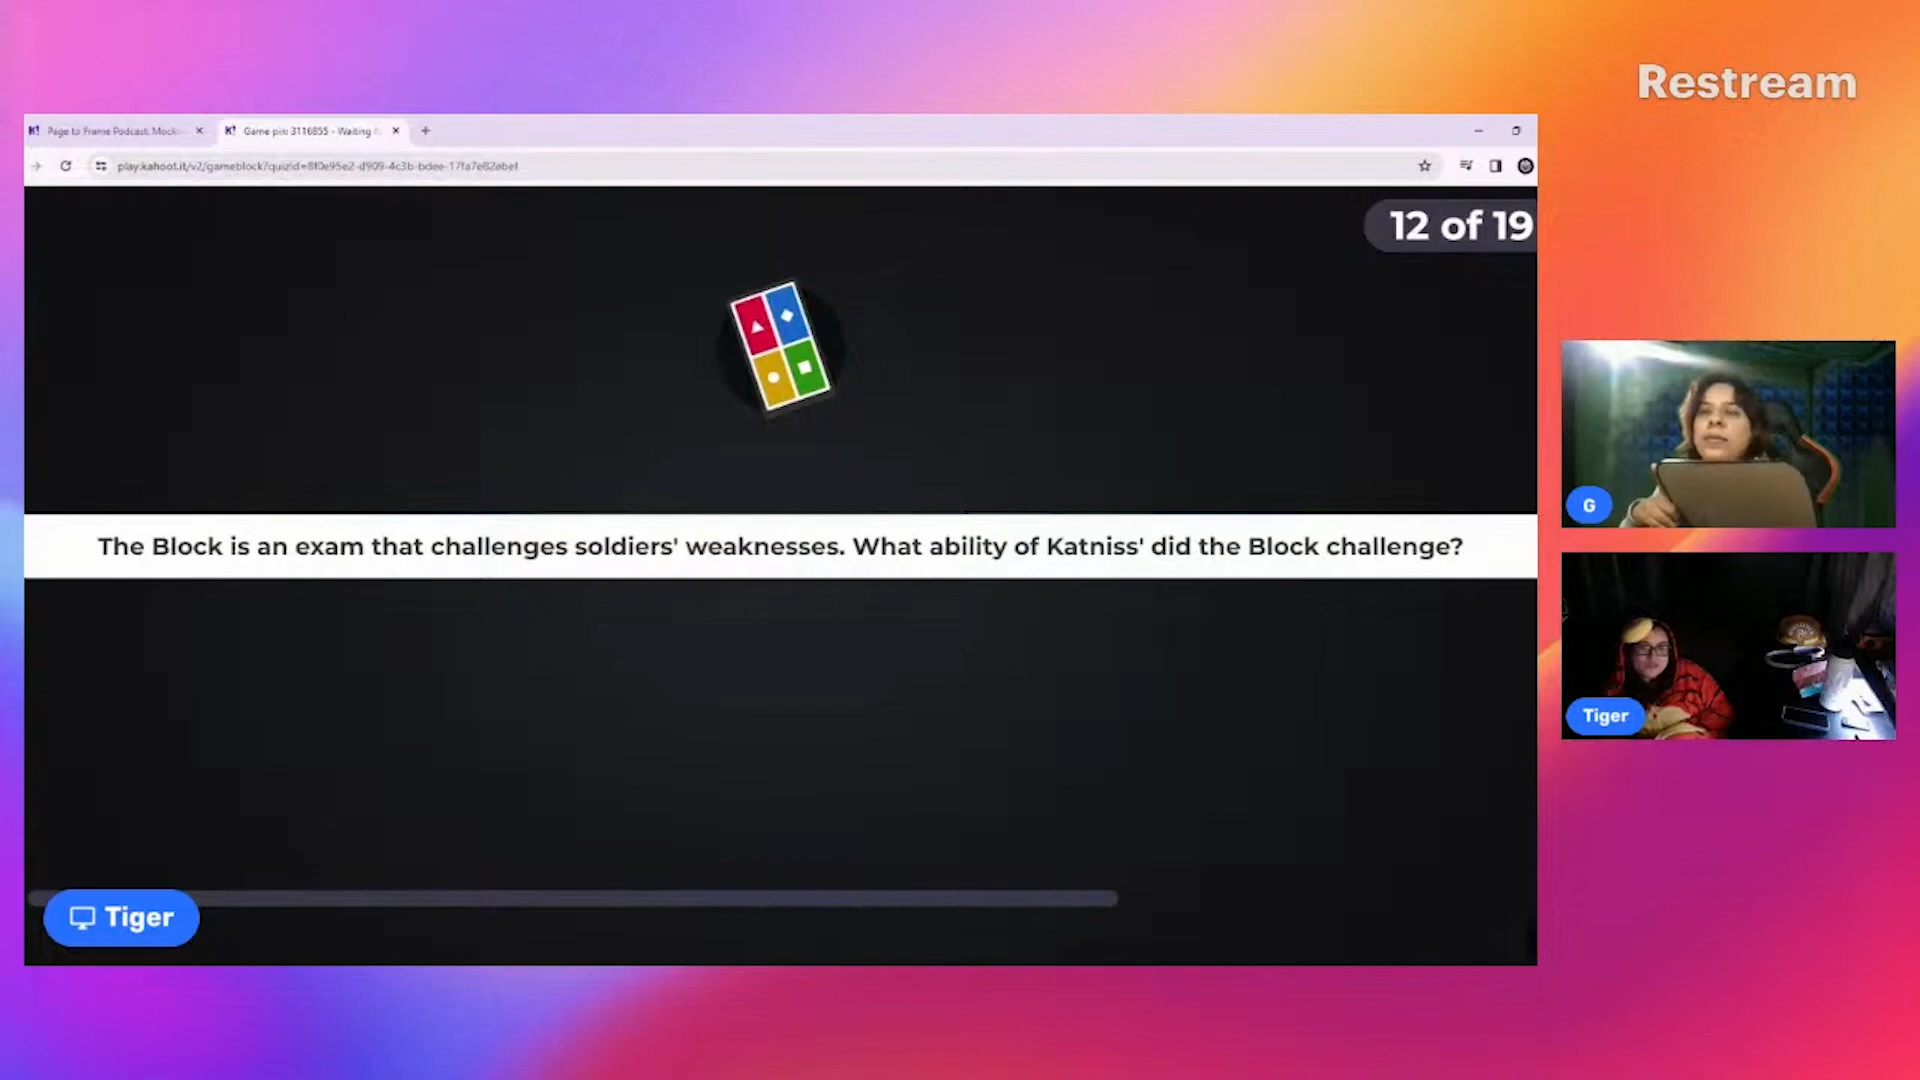 Restream
K! Page to Frame Podcast: Mock
K! Game pin: 3116855 - Waiting f
play.kahoot.it/v2/gameblock?quizId=8f0e95e2-d909-4c3b-bdee-17fa7e82ebef
12 of 19
The Block is an exam that challenges soldiers' weaknesses. What ability of Katniss' did the Block challenge?
G
Tiger
Tiger